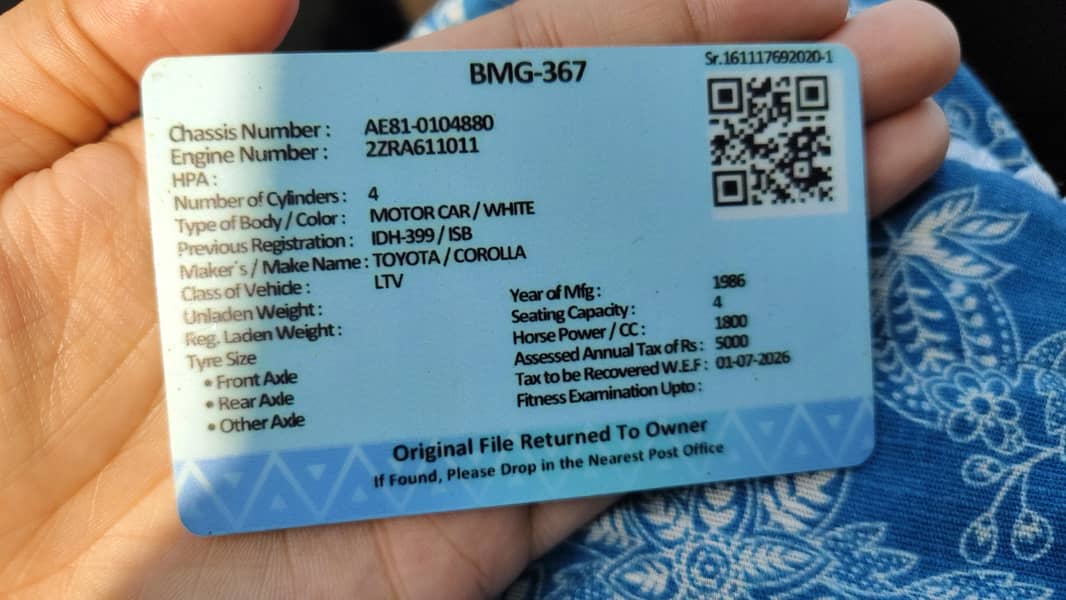 BMG-367
Sr.161117692020-1
Chassis Number : AE81-0104880
Engine Number : 2ZRA611011
HPA :
Number of Cylinders : 4
Type of Body / Color : MOTOR CAR / WHITE
Previous Registration : IDH-399 / ISB
Maker's / Make Name : TOYOTA / COROLLA
Class of Vehicle : LTV
Unladen Weight :
Reg. Laden Weight :
Tyre Size
• Front Axle
• Rear Axle
• Other Axle
Year of Mfg : 1986
Seating Capacity : 4
Horse Power / CC : 1800
Assessed Annual Tax of Rs : 5000
Tax to be Recovered W.E.F : 01-07-2026
Fitness Examination Upto :
Original File Returned To Owner
If Found, Please Drop in the Nearest Post Office